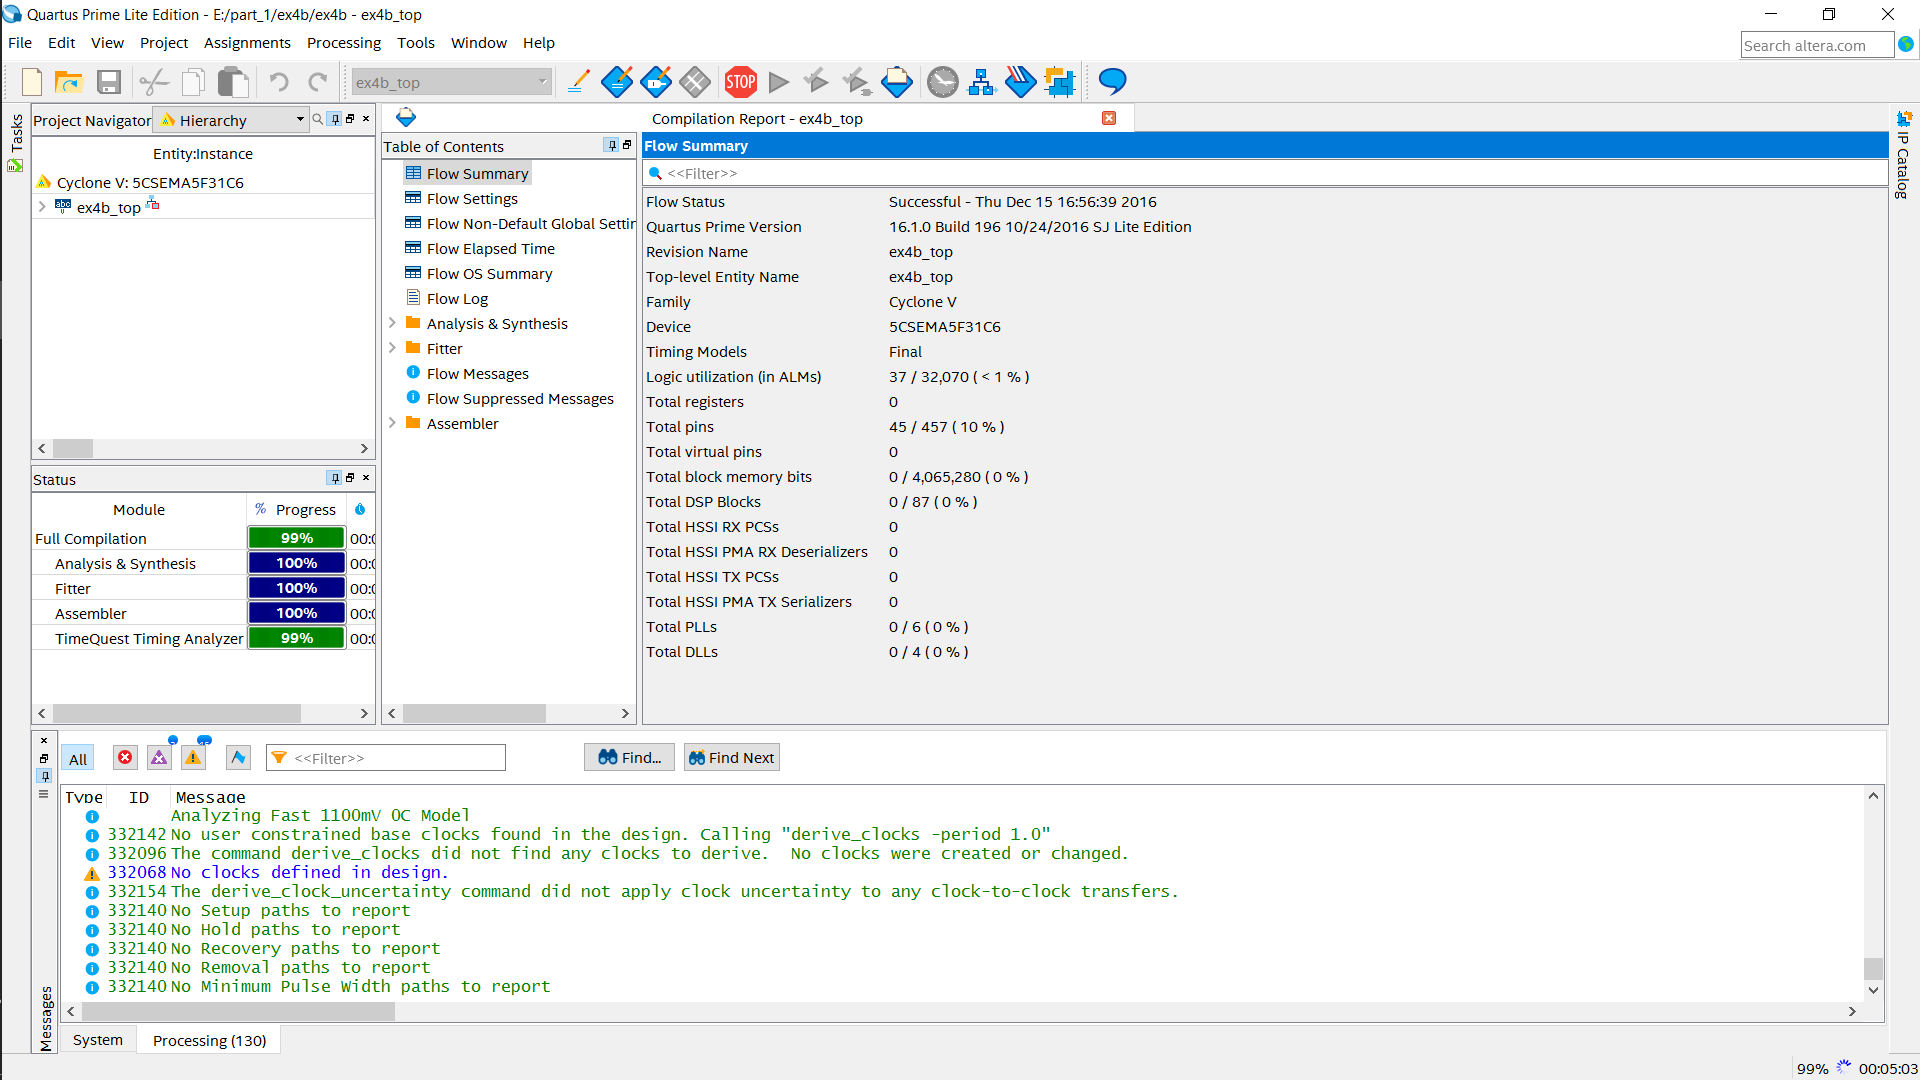 Quartus Prime Lite Edition - E:/part_1/ex4b/ex4b - ex4b_top
File Edit View Project Assignments Processing Tools Window Help
Search altera.com
ex4b_top
STOP
Tasks
Project Navigator Hierarchy
Entity:Instance
Cyclone V: 5CSEMA5F31C6
ex4b_top
Status
Module % Progress
Full Compilation 99% 00:0
Analysis & Synthesis 100% 00:0
Fitter 100% 00:0
Assembler 100% 00:0
TimeQuest Timing Analyzer 99% 00:0
Table of Contents
Flow Summary
Flow Settings
Flow Non-Default Global Settin
Flow Elapsed Time
Flow OS Summary
Flow Log
Analysis & Synthesis
Fitter
Flow Messages
Flow Suppressed Messages
Assembler
Compilation Report - ex4b_top
Flow Summary
<<Filter>>
Flow Status Successful - Thu Dec 15 16:56:39 2016
Quartus Prime Version 16.1.0 Build 196 10/24/2016 SJ Lite Edition
Revision Name ex4b_top
Top-level Entity Name ex4b_top
Family Cyclone V
Device 5CSEMA5F31C6
Timing Models Final
Logic utilization (in ALMs) 37 / 32,070 ( < 1 % )
Total registers 0
Total pins 45 / 457 ( 10 % )
Total virtual pins 0
Total block memory bits 0 / 4,065,280 ( 0 % )
Total DSP Blocks 0 / 87 ( 0 % )
Total HSSI RX PCSs 0
Total HSSI PMA RX Deserializers 0
Total HSSI TX PCSs 0
Total HSSI PMA TX Serializers 0
Total PLLs 0 / 6 ( 0 % )
Total DLLs 0 / 4 ( 0 % )
IP Catalog
All <<Filter>> Find... Find Next
Type ID Message
Analyzing Fast 1100mV 0C Model
332142 No user constrained base clocks found in the design. Calling "derive_clocks -period 1.0"
332096 The command derive_clocks did not find any clocks to derive.  No clocks were created or changed.
332068 No clocks defined in design.
332154 The derive_clock_uncertainty command did not apply clock uncertainty to any clock-to-clock transfers.
332140 No Setup paths to report
332140 No Hold paths to report
332140 No Recovery paths to report
332140 No Removal paths to report
332140 No Minimum Pulse Width paths to report
Messages
System Processing (130)
99% 00:05:03